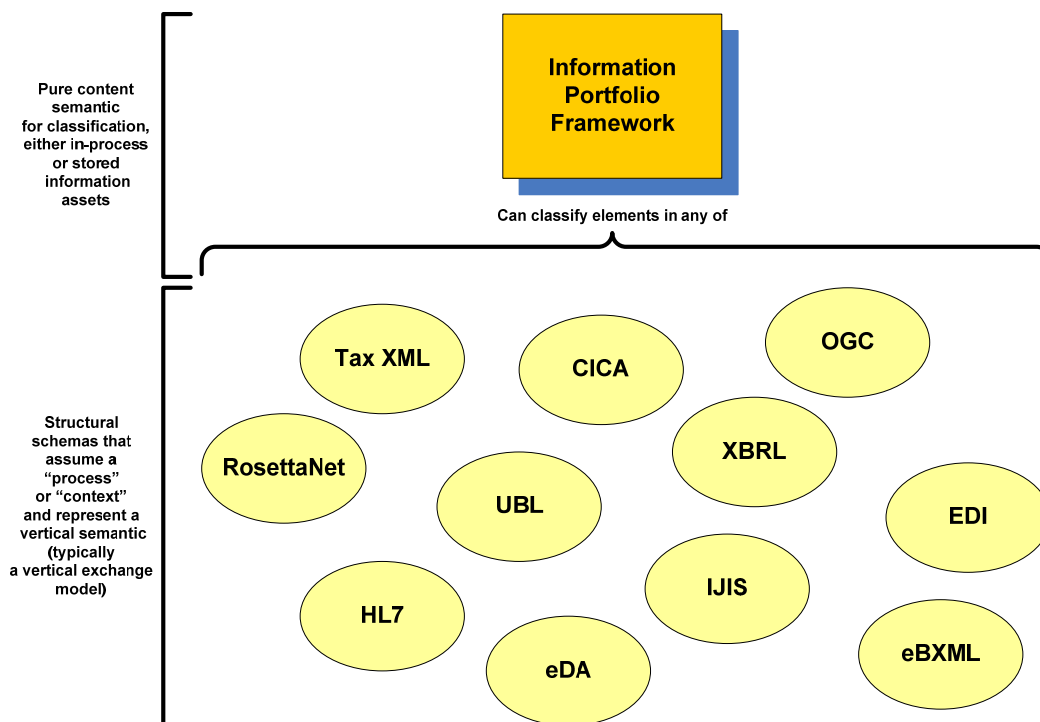 Pure content
semantic
for classification,
either in-process
or stored
information
assets
Information
Portfolio
Framework
Can classify elements in any of
Structural
schemas that
assume a
“process”
or “context”
and represent a
vertical semantic
(typically
a vertical exchange
model)
Tax XML
CICA
OGC
RosettaNet
XBRL
UBL
EDI
HL7
IJIS
eDA
eBXML